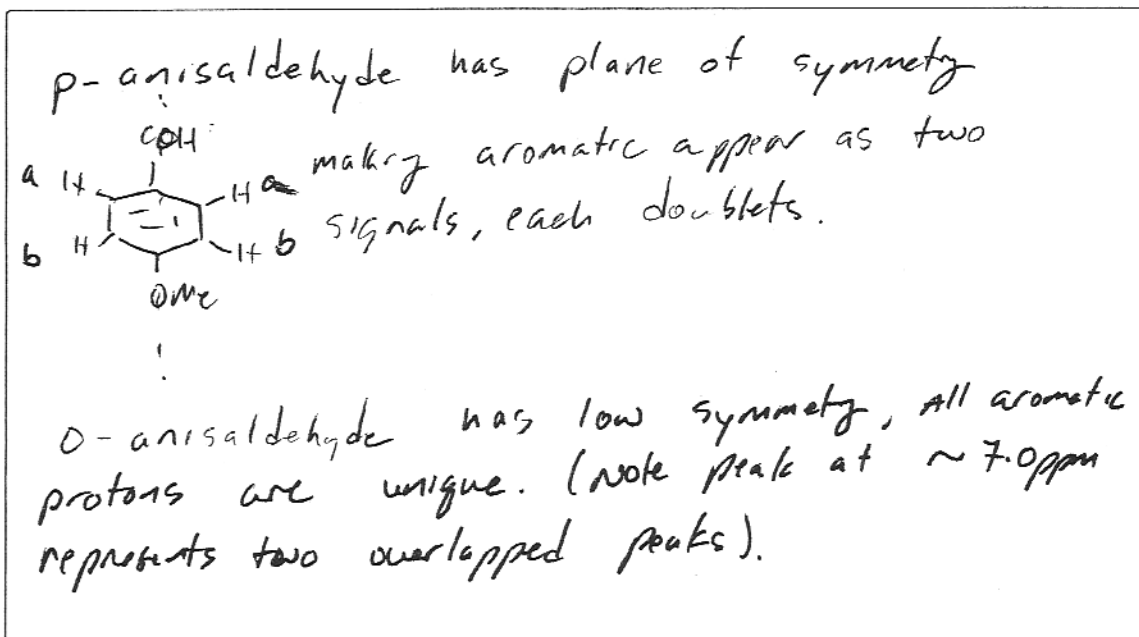 p-anisaldehyde has plane of symmetry
COH
making aromatic appear as two
a H H a
signals, each doublets.
b H H b
OMe
O-anisaldehyde has low symmetry, All aromatic
protons are unique. (Note peak at ~7.0ppm
represents two overlapped peaks).